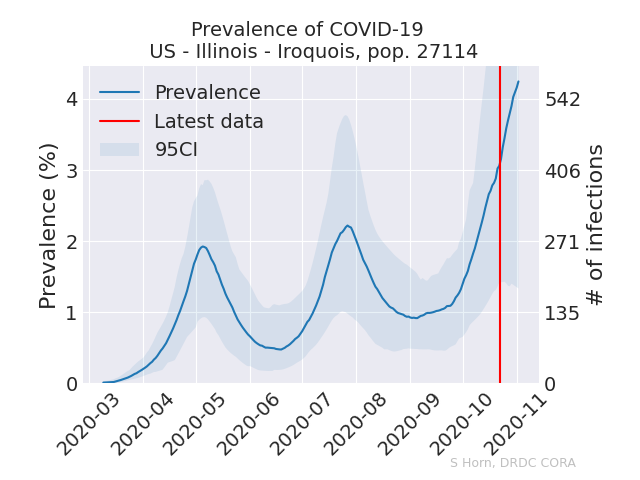 Prevalence of COVID-19
US - Illinois - Iroquois, pop. 27114
Prevalence
Latest data
95CI
Prevalence (%)
4
3
2
1
0
542
406
271
135
0
# of infections
2020-03
2020-04
2020-05
2020-06
2020-07
2020-08
2020-09
2020-10
2020-11
S Horn, DRDC CORA